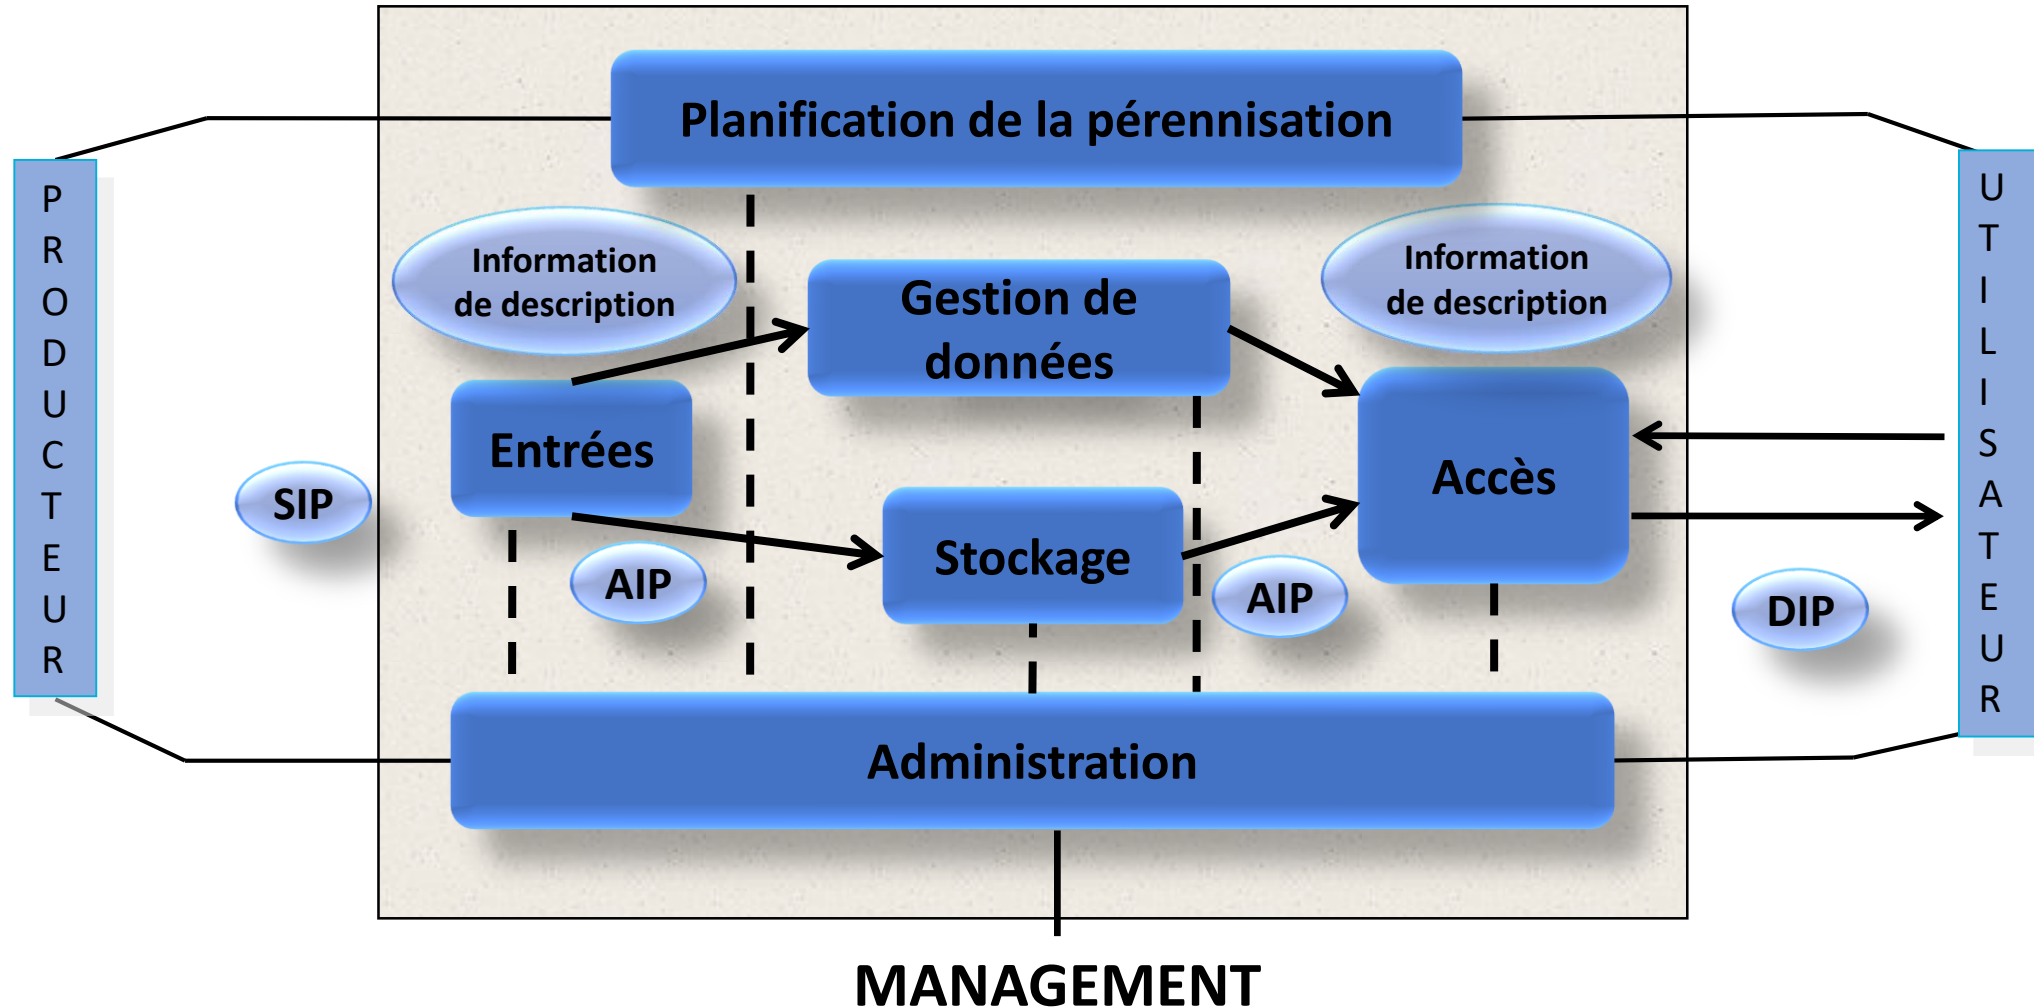 Planification de la pérennisation
PRODUCTEUR
UTILISATEUR
Information
de description
Gestion de
données
Information
de description
Entrées
Accès
SIP
Stockage
AIP
AIP
DIP
Administration
MANAGEMENT